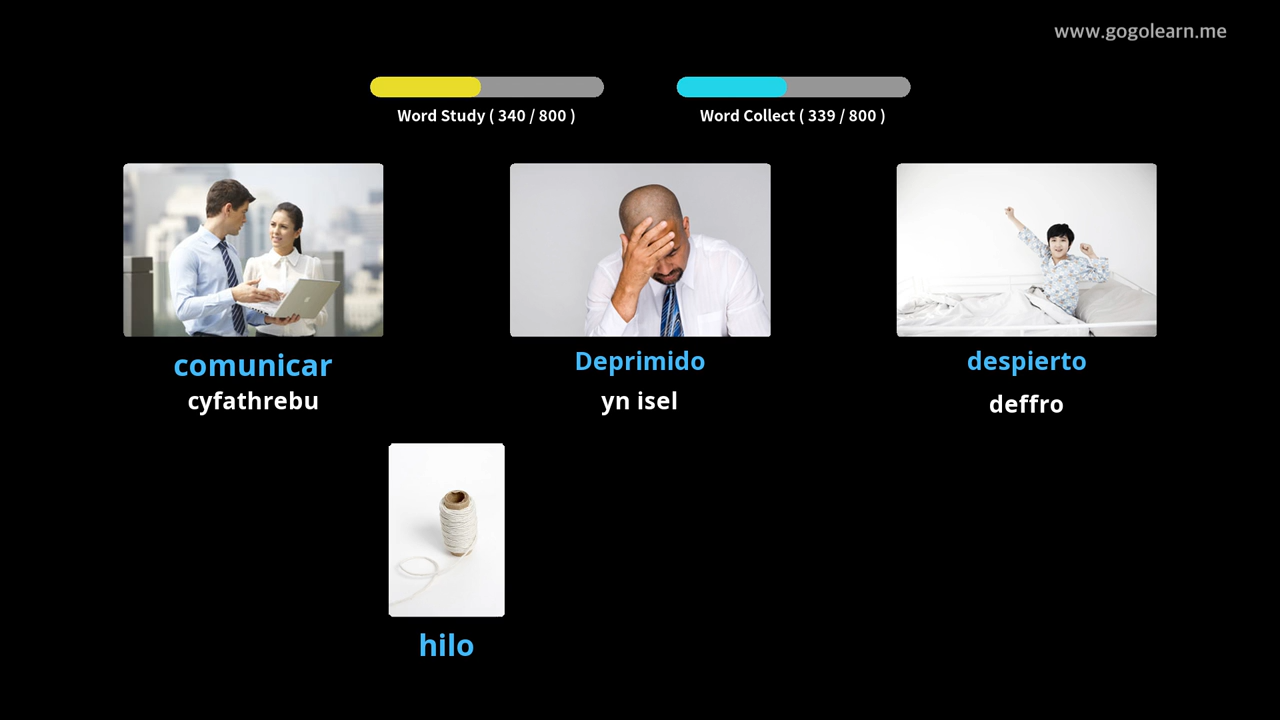 www.gogolearn.me
Word Study ( 340 / 800 )
Word Collect ( 339 / 800 )
comunicar
cyfathrebu
Deprimido
yn isel
despierto
deffro
hilo